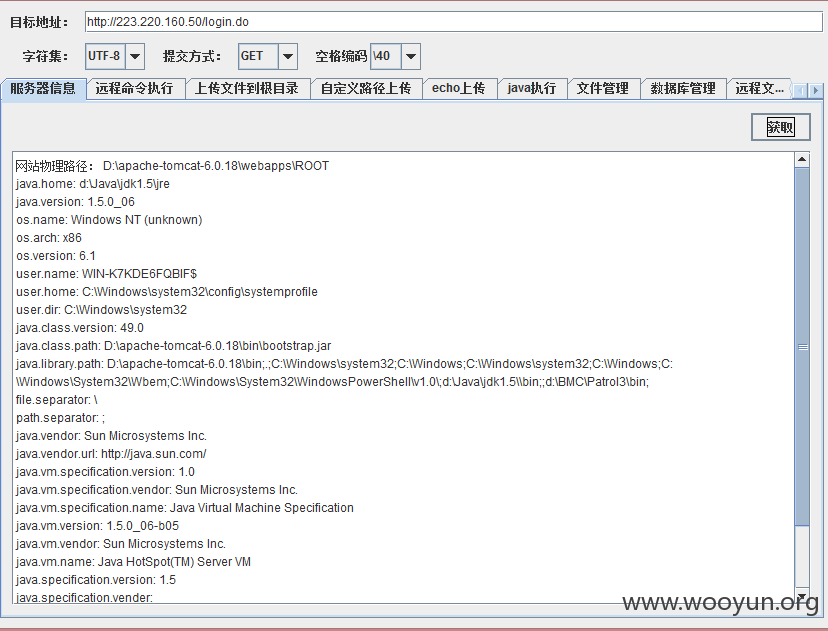 目标地址： http://223.220.160.50/login.do
字符集： UTF-8 提交方式： GET 空格编码 \40
服务器信息 远程命令执行 上传文件到根目录 自定义路径上传 echo上传 java执行 文件管理 数据库管理 远程文...
获取
网站物理路径： D:\apache-tomcat-6.0.18\webapps\ROOT
java.home: d:\Java\jdk1.5\jre
java.version: 1.5.0_06
os.name: Windows NT (unknown)
os.arch: x86
os.version: 6.1
user.name: WIN-K7KDE6FQBIF$
user.home: C:\Windows\system32\config\systemprofile
user.dir: C:\Windows\system32
java.class.version: 49.0
java.class.path: D:\apache-tomcat-6.0.18\bin\bootstrap.jar
java.library.path: D:\apache-tomcat-6.0.18\bin;.;C:\Windows\system32;C:\Windows;C:\Windows\system32;C:\Windows;C:
\Windows\System32\Wbem;C:\Windows\System32\WindowsPowerShell\v1.0\;d:\Java\jdk1.5\\bin;;d:\BMC\Patrol3\bin;
file.separator: \
path.separator: ;
java.vendor: Sun Microsystems Inc.
java.vendor.url: http://java.sun.com/
java.vm.specification.version: 1.0
java.vm.specification.vendor: Sun Microsystems Inc.
java.vm.specification.name: Java Virtual Machine Specification
java.vm.version: 1.5.0_06-b05
java.vm.vendor: Sun Microsystems Inc.
java.vm.name: Java HotSpot(TM) Server VM
java.specification.version: 1.5
java.specification.vender:
www.wooyun.org